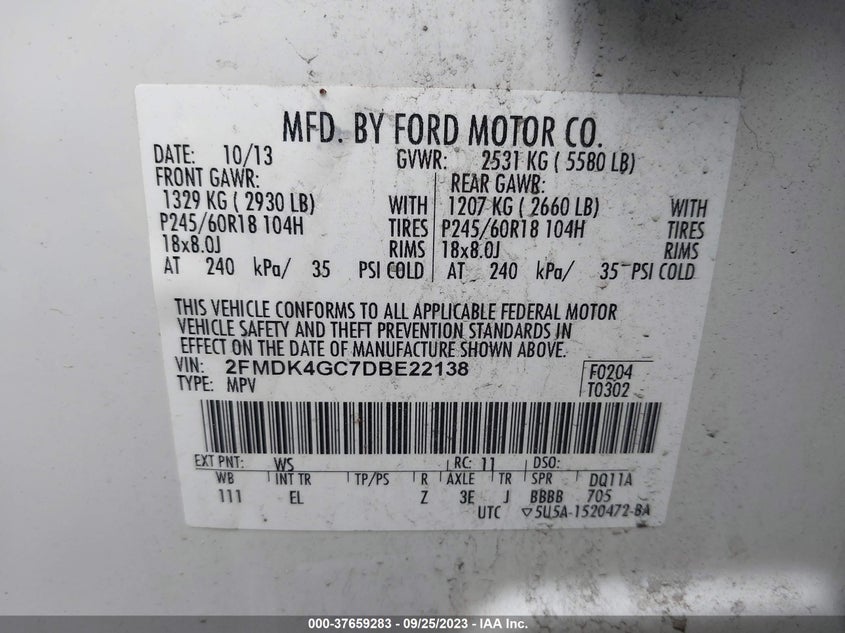 MFD. BY FORD MOTOR CO.
DATE: 10/13 GVWR: 2531 KG ( 5580 LB)
FRONT GAWR: REAR GAWR:
1329 KG ( 2930 LB) WITH 1207 KG ( 2660 LB) WITH
P245/60R18 104H TIRES P245/60R18 104H TIRES
18x8.0J RIMS 18x8.0J RIMS
AT 240 kPa/ 35 PSI COLD AT 240 kPa/ 35 PSI COLD
THIS VEHICLE CONFORMS TO ALL APPLICABLE FEDERAL MOTOR
VEHICLE SAFETY AND THEFT PREVENTION STANDARDS IN
EFFECT ON THE DATE OF MANUFACTURE SHOWN ABOVE.
VIN: 2FMDK4GC7DBE22138 F0204
TYPE: MPV T0302
EXT PNT: WS RC: 11 DSO:
WB INT TR TP/PS R AXLE TR SPR DQ11A
111 EL Z 3E J BBBB 705
UTC ▽5U5A-1520472-BA
000-37659283 - 09/25/2023 - IAA Inc.